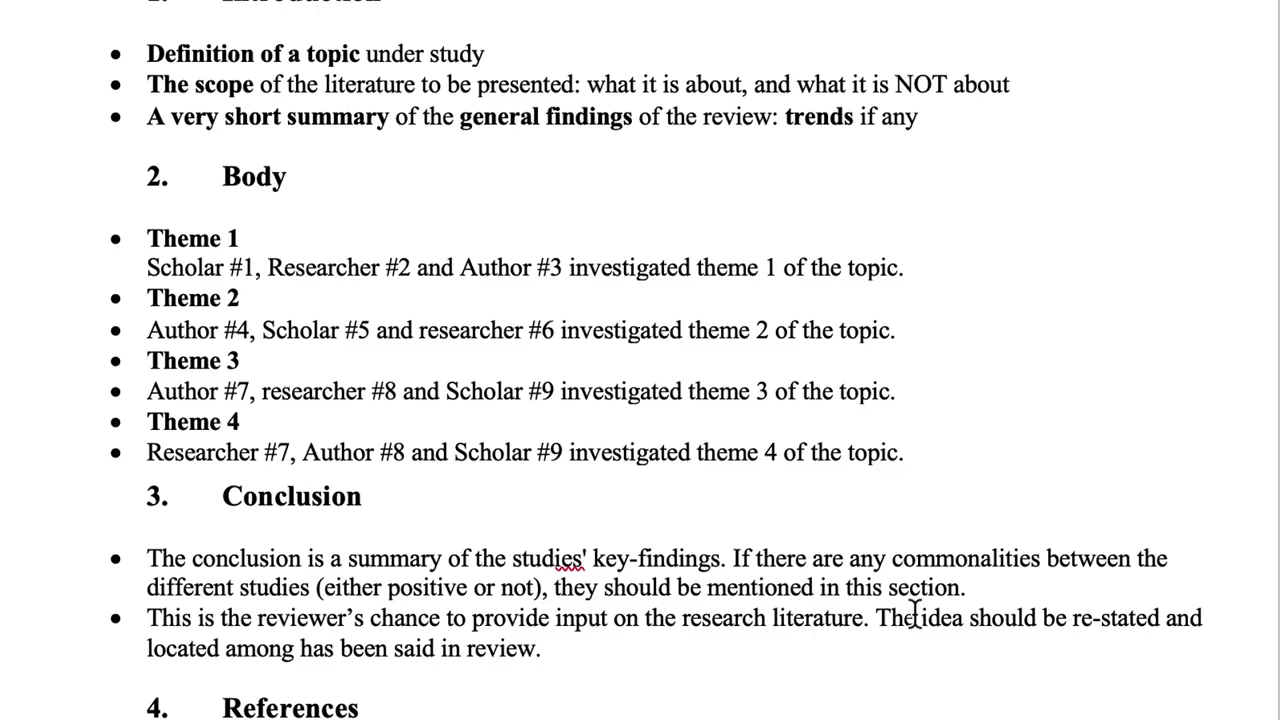 1. Introduction
• Definition of a topic under study
• The scope of the literature to be presented: what it is about, and what it is NOT about
• A very short summary of the general findings of the review: trends if any
2. Body
• Theme 1
Scholar #1, Researcher #2 and Author #3 investigated theme 1 of the topic.
• Theme 2
• Author #4, Scholar #5 and researcher #6 investigated theme 2 of the topic.
• Theme 3
• Author #7, researcher #8 and Scholar #9 investigated theme 3 of the topic.
• Theme 4
• Researcher #7, Author #8 and Scholar #9 investigated theme 4 of the topic.
3. Conclusion
• The conclusion is a summary of the studies' key-findings. If there are any commonalities between the
different studies (either positive or not), they should be mentioned in this section.
• This is the reviewer’s chance to provide input on the research literature. The idea should be re-stated and
located among has been said in review.
4. References